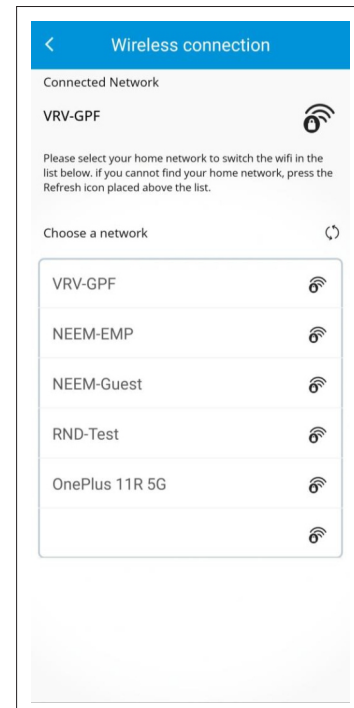 Wireless connection
Connected Network
VRV-GPF
Please select your home network to switch the wifi in the
list below. if you cannot find your home network, press the
Refresh icon placed above the list.
Choose a network
VRV-GPF
NEEM-EMP
NEEM-Guest
RND-Test
OnePlus 11R 5G